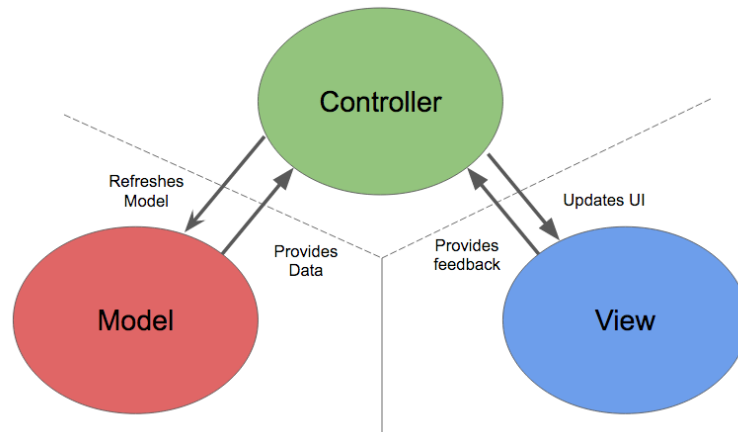 Controller
Refreshes
Model
Updates UI
Provides
Data
Provides
feedback
Model
View